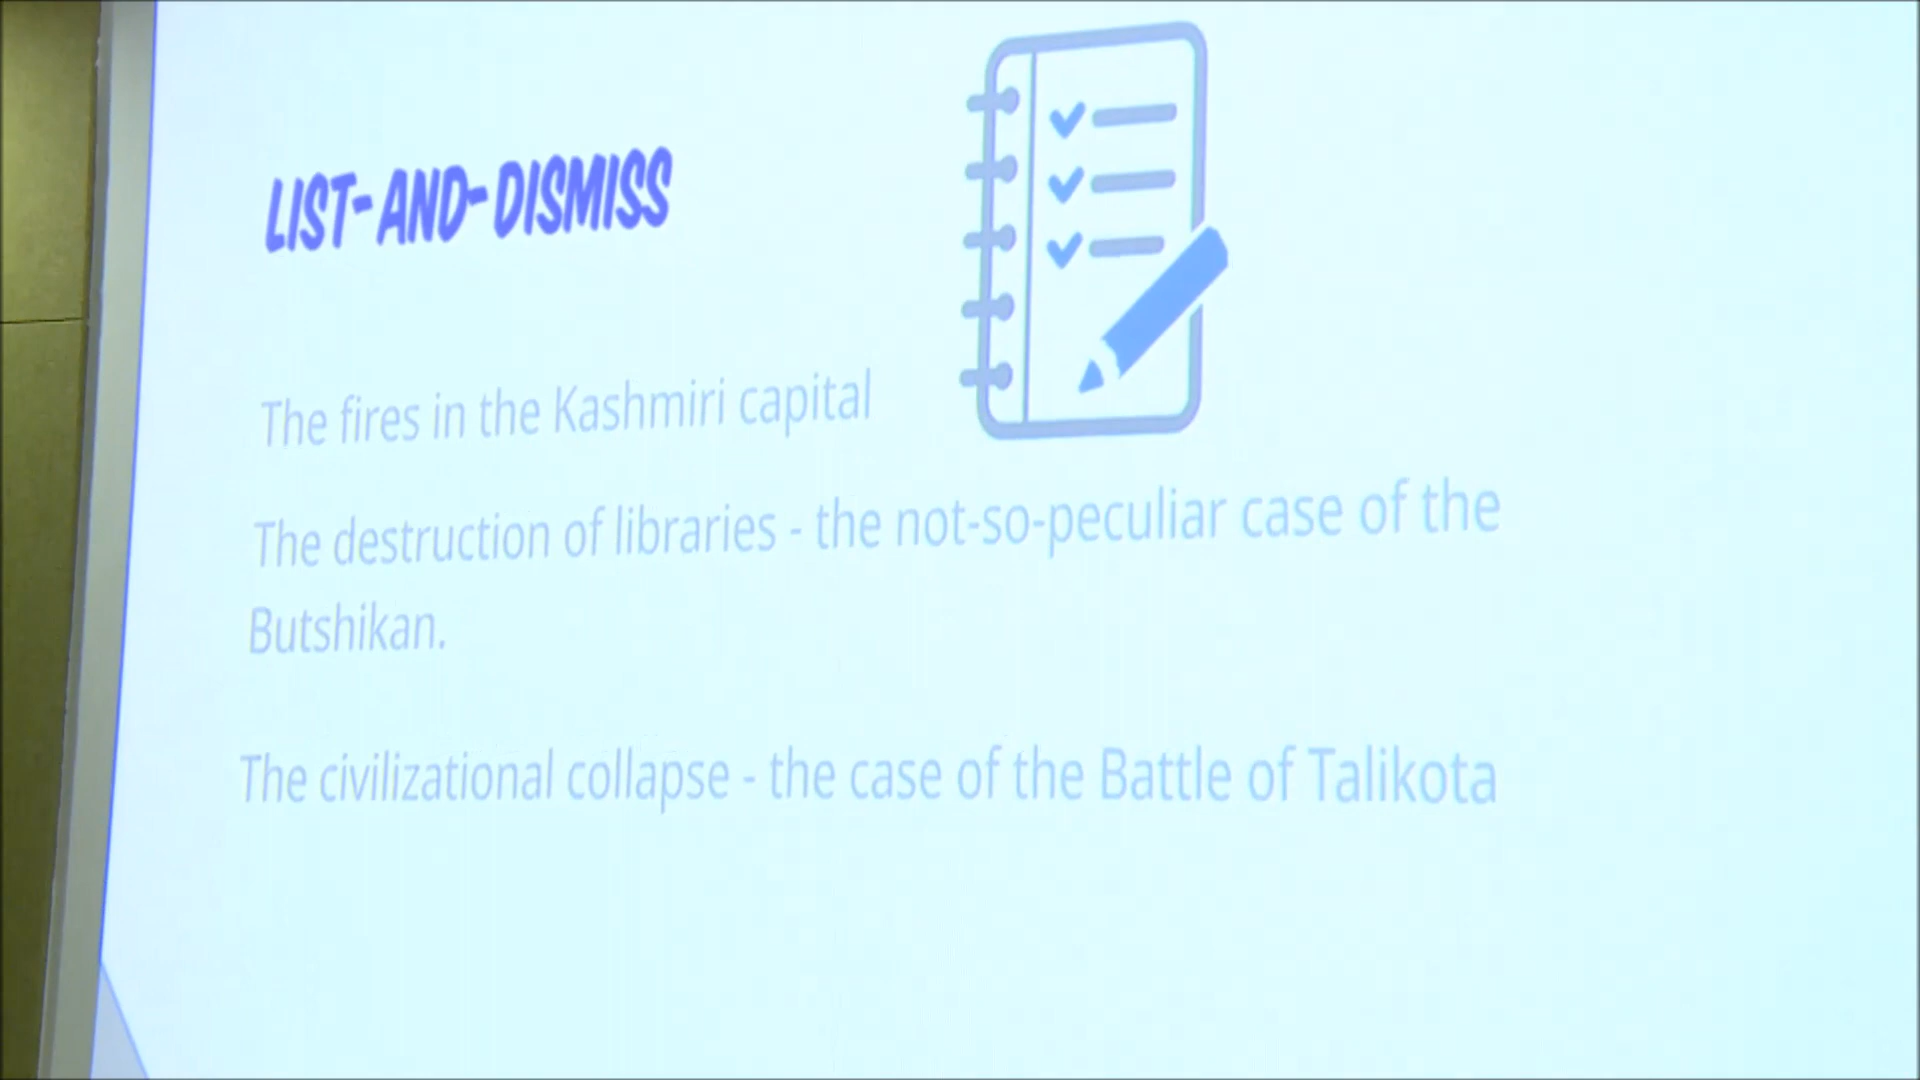 LIST-AND-DISMISS
The fires in the Kashmiri capital
The destruction of libraries - the not-so-peculiar case of the
Butshikan.
The civilizational collapse - the case of the Battle of Talikota